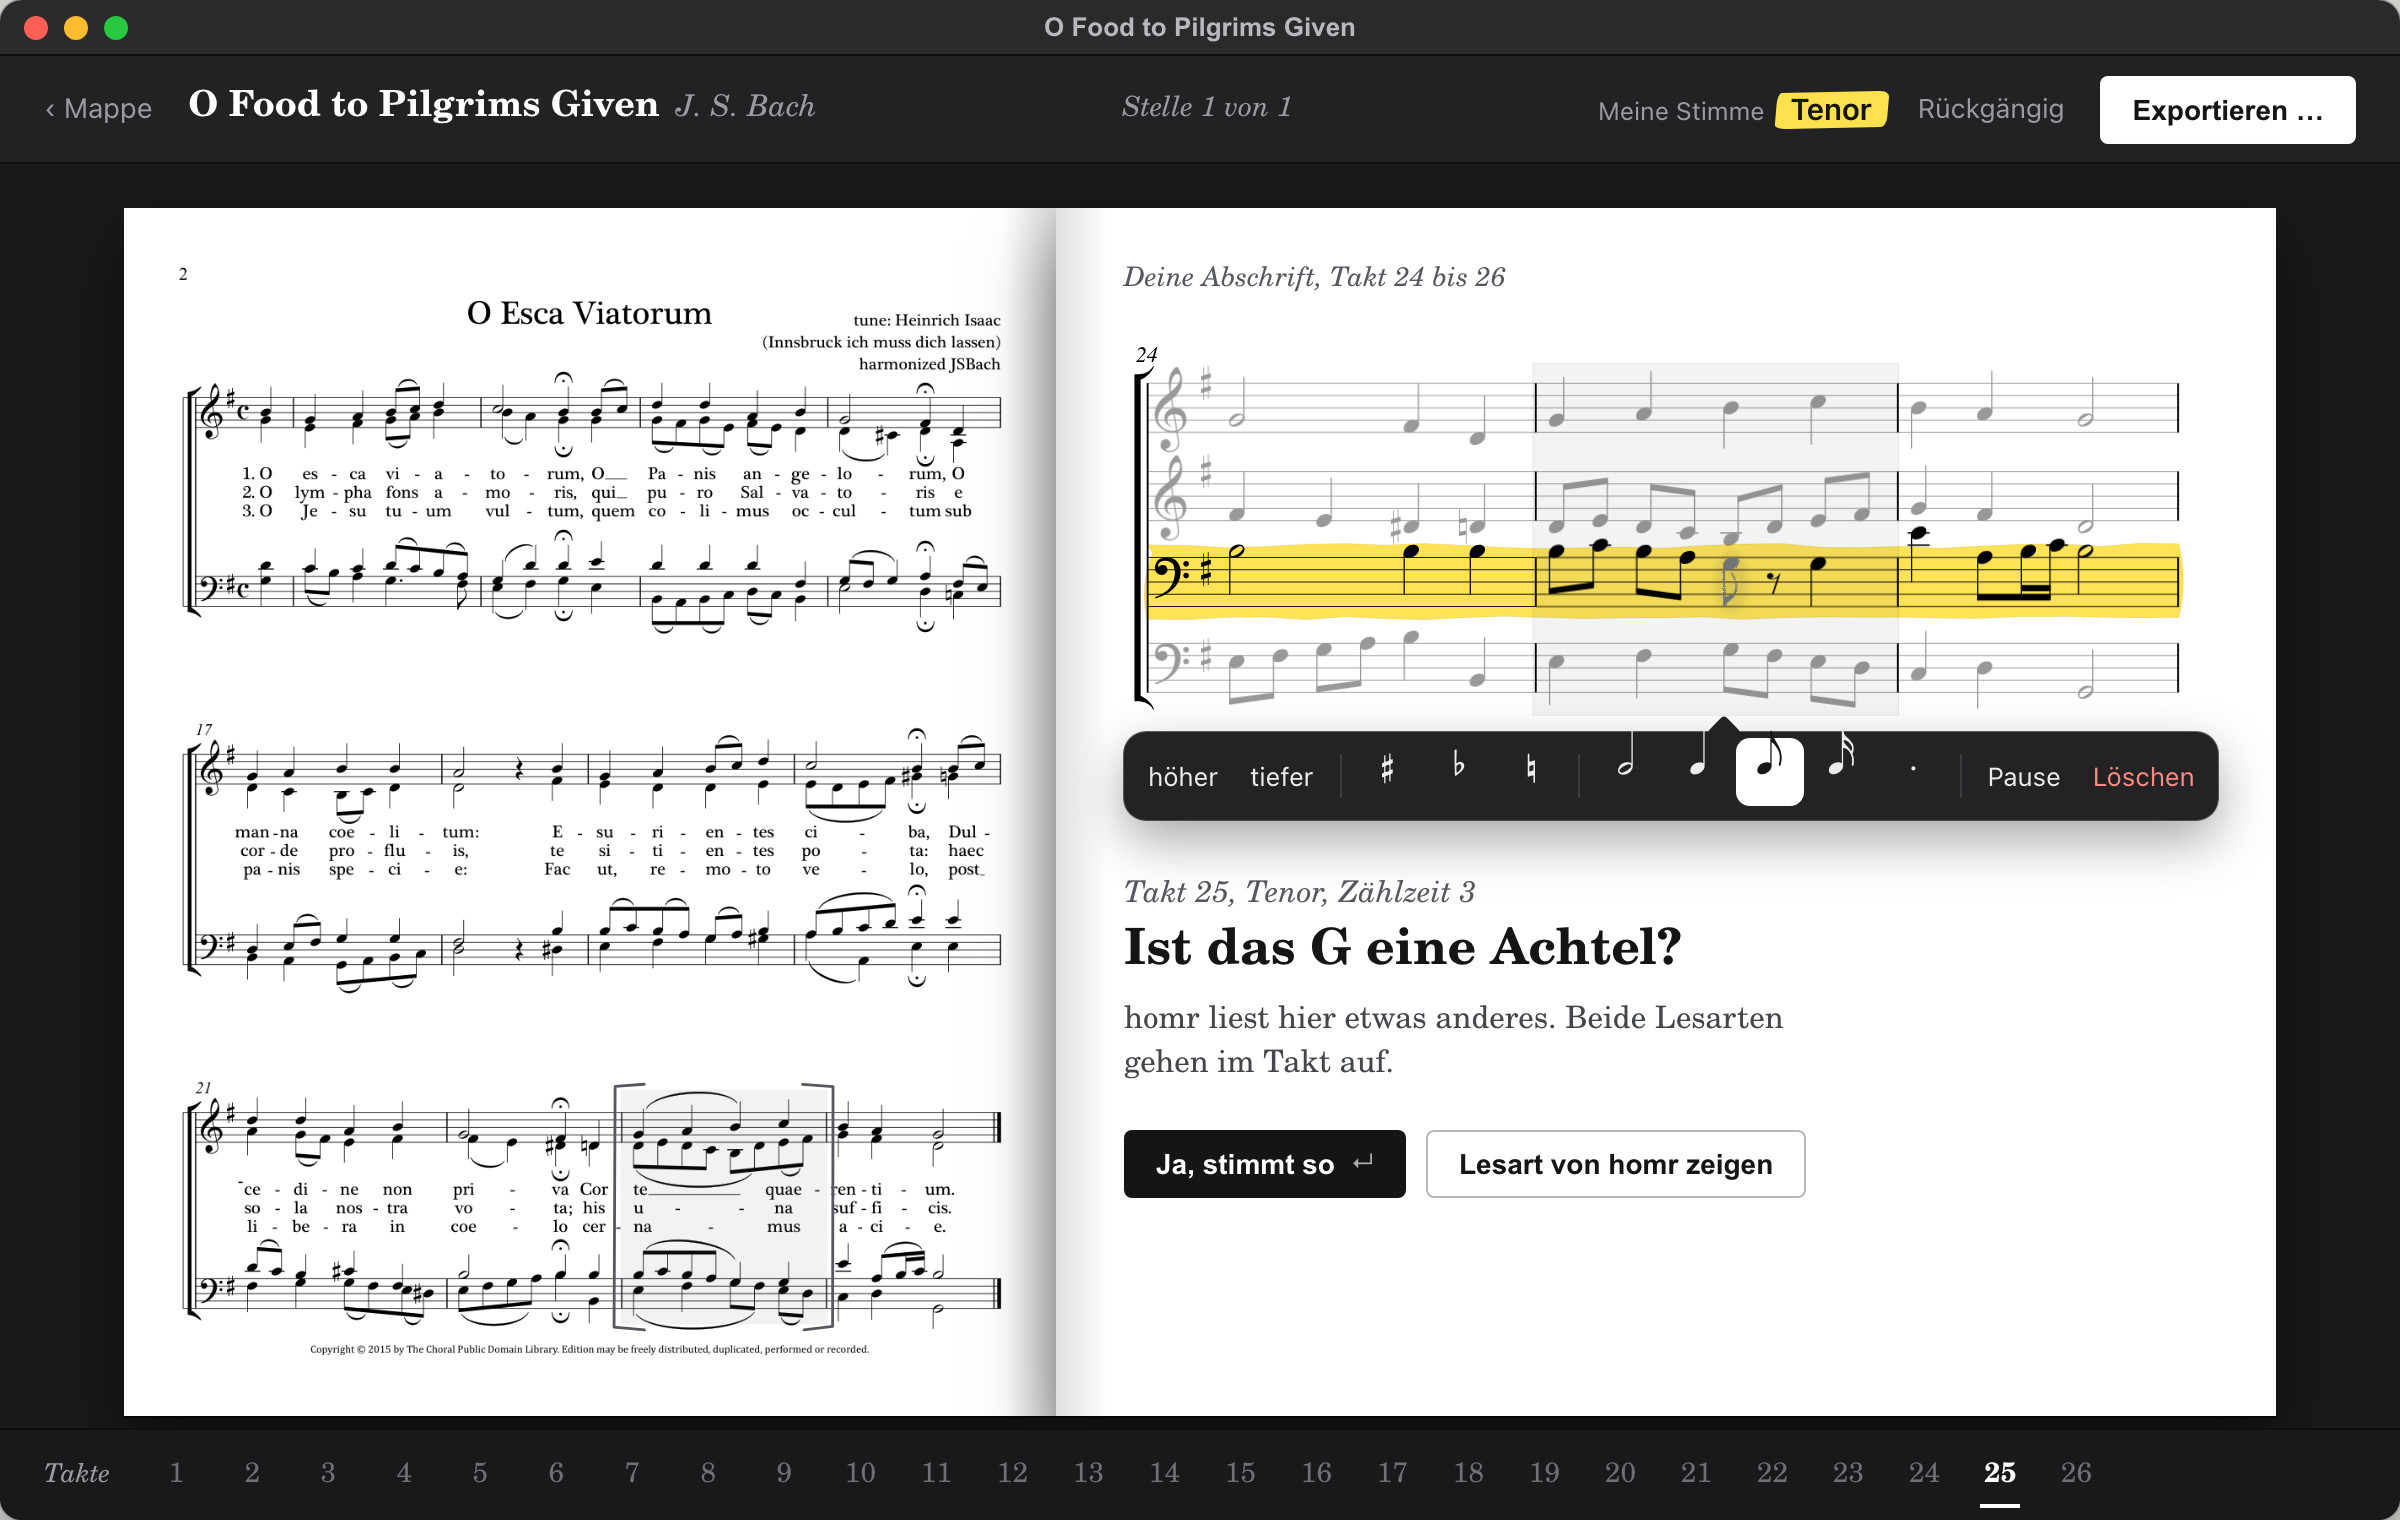 O Food to Pilgrims Given
‹ Mappe
O Food to Pilgrims Given J. S. Bach
Stelle 1 von 1
Meine Stimme Tenor
Rückgängig
Exportieren …
2
O Esca Viatorum
tune: Heinrich Isaac
(Innsbruck ich muss dich lassen)
harmonized JSBach
1. O es - ca vi - a - to - rum, O__ Pa - nis an - ge - lo - rum, O
2. O lym - pha fons a - mo - ris, qui_ pu - ro Sal - va - to - ris e
3. O Je - su tu - um vul - tum, quem co - li - mus oc - cul - tum sub
17
man - na coe - li - tum: E - su - ri - en - tes ci - ba, Dul -
cor - de pro - flu - is, te si - ti - en - tes po - ta: haec
pa - nis spe - ci - e: Fac ut, re - mo - to ve - lo, post_
21
ce - di - ne non pri - va Cor te____ quae - ren - ti - um.
so - la nos - tra vo - ta; his u - - na suf - fi - cis.
li - be - ra in coe - lo cer - na - mus a - ci - e.
Copyright © 2015 by The Choral Public Domain Library. Edition may be freely distributed, duplicated, performed or recorded.
Deine Abschrift, Takt 24 bis 26
24
höher tiefer Pause Löschen
Takt 25, Tenor, Zählzeit 3
Ist das G eine Achtel?
homr liest hier etwas anderes. Beide Lesarten
gehen im Takt auf.
Ja, stimmt so ↵
Lesart von homr zeigen
Takte 1 2 3 4 5 6 7 8 9 10 11 12 13 14 15 16 17 18 19 20 21 22 23 24 25 26